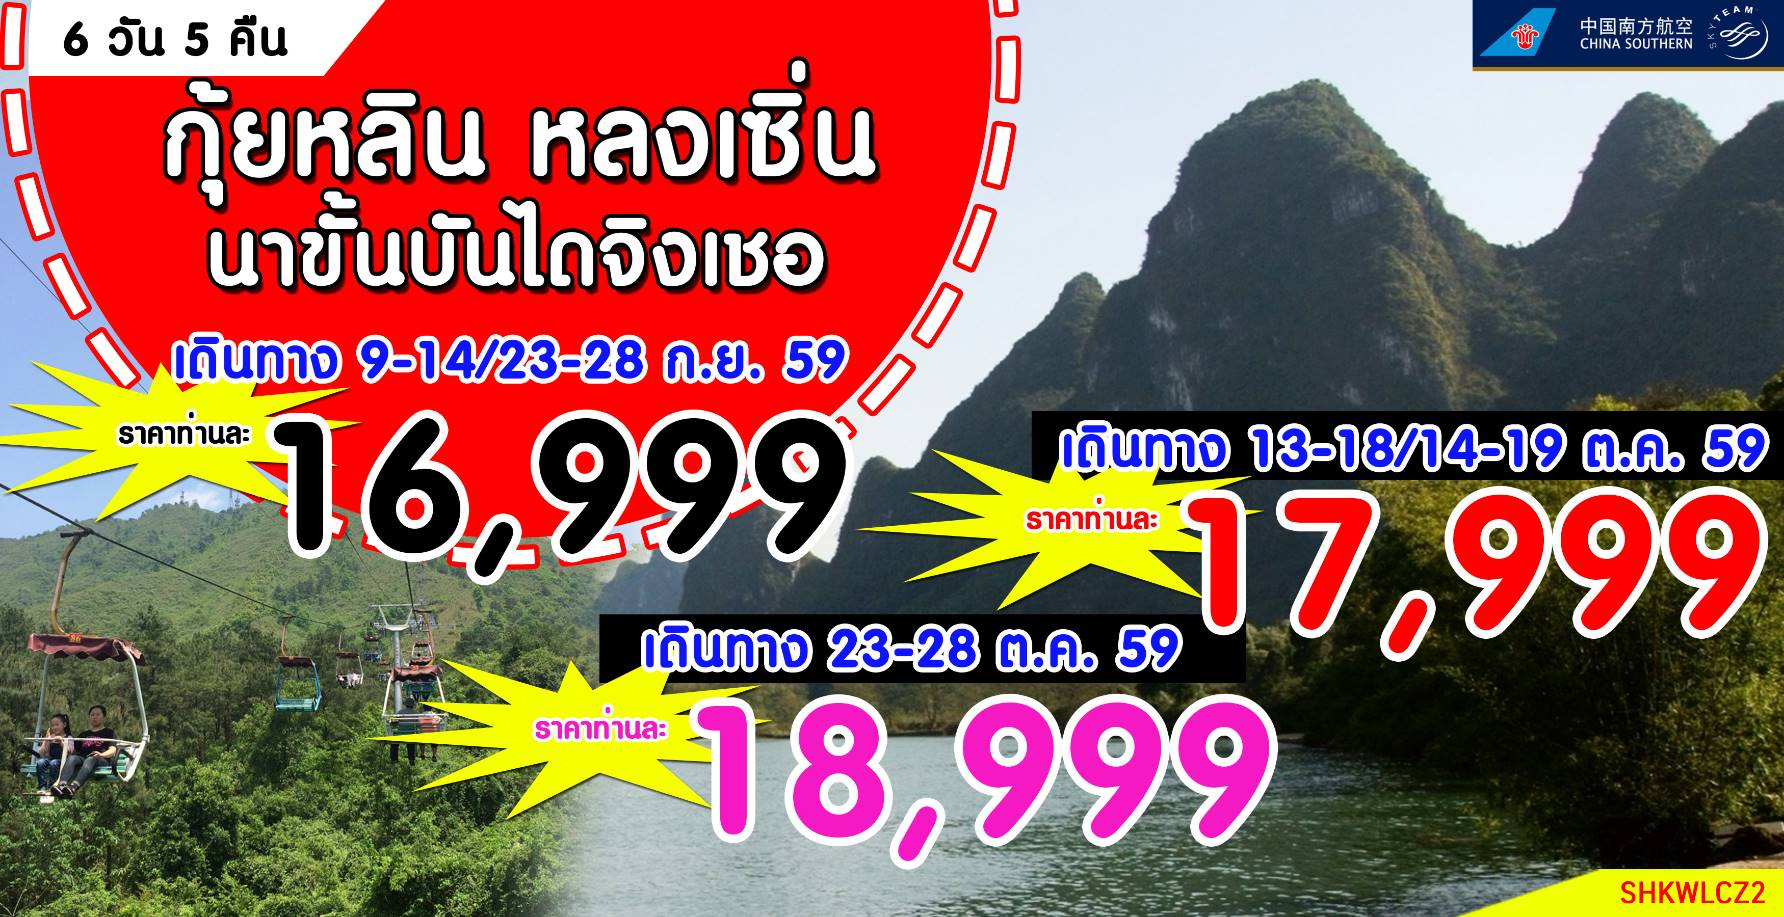 6 วัน 5 คืน
中国南方航空
CHINA SOUTHERN
SKYTEAM
กุ้ยหลิน หลงเซิ่น
นาขั้นบันไดจิงเชอ
เดินทาง 9-14/23-28 ก.ย. 59
ราคาท่านละ 16,999
เดินทาง 13-18/14-19 ต.ค. 59
ราคาท่านละ 17,999
เดินทาง 23-28 ต.ค. 59
ราคาท่านละ 18,999
86
SHKWLCZ2